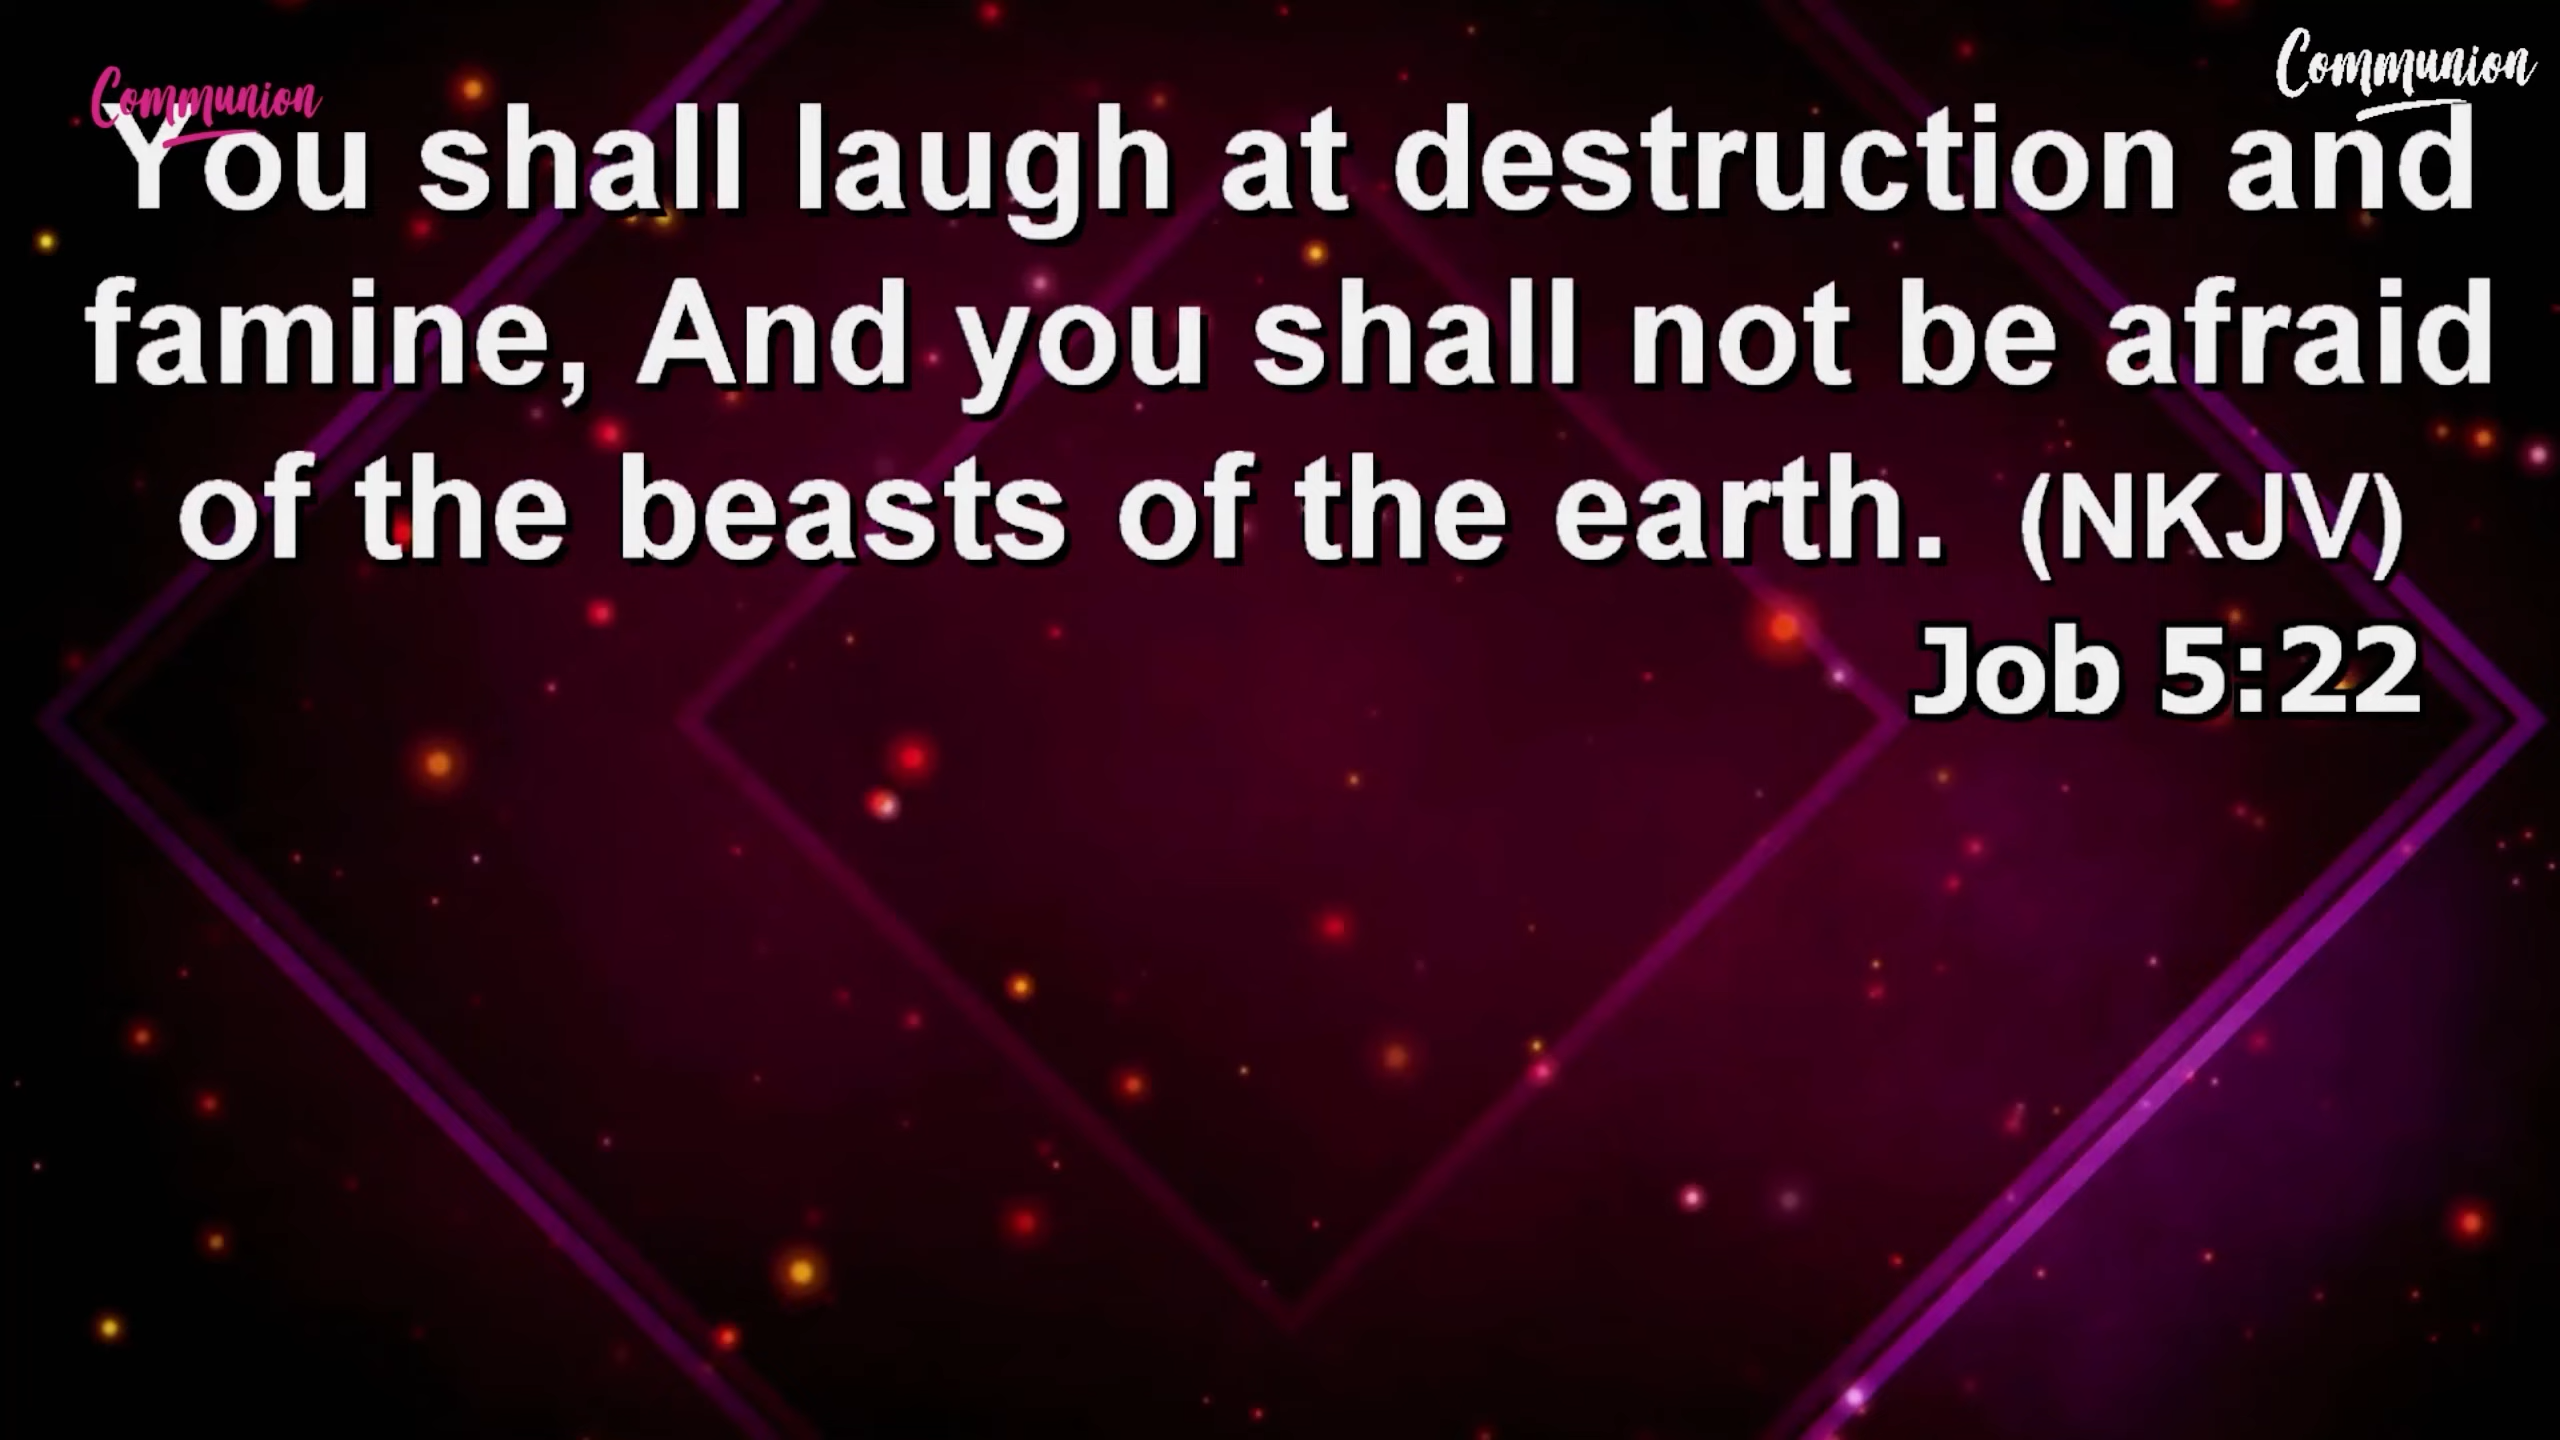 Communion
Communion
You shall laugh at destruction and
famine, And you shall not be afraid
of the beasts of the earth. (NKJV)
Job 5:22